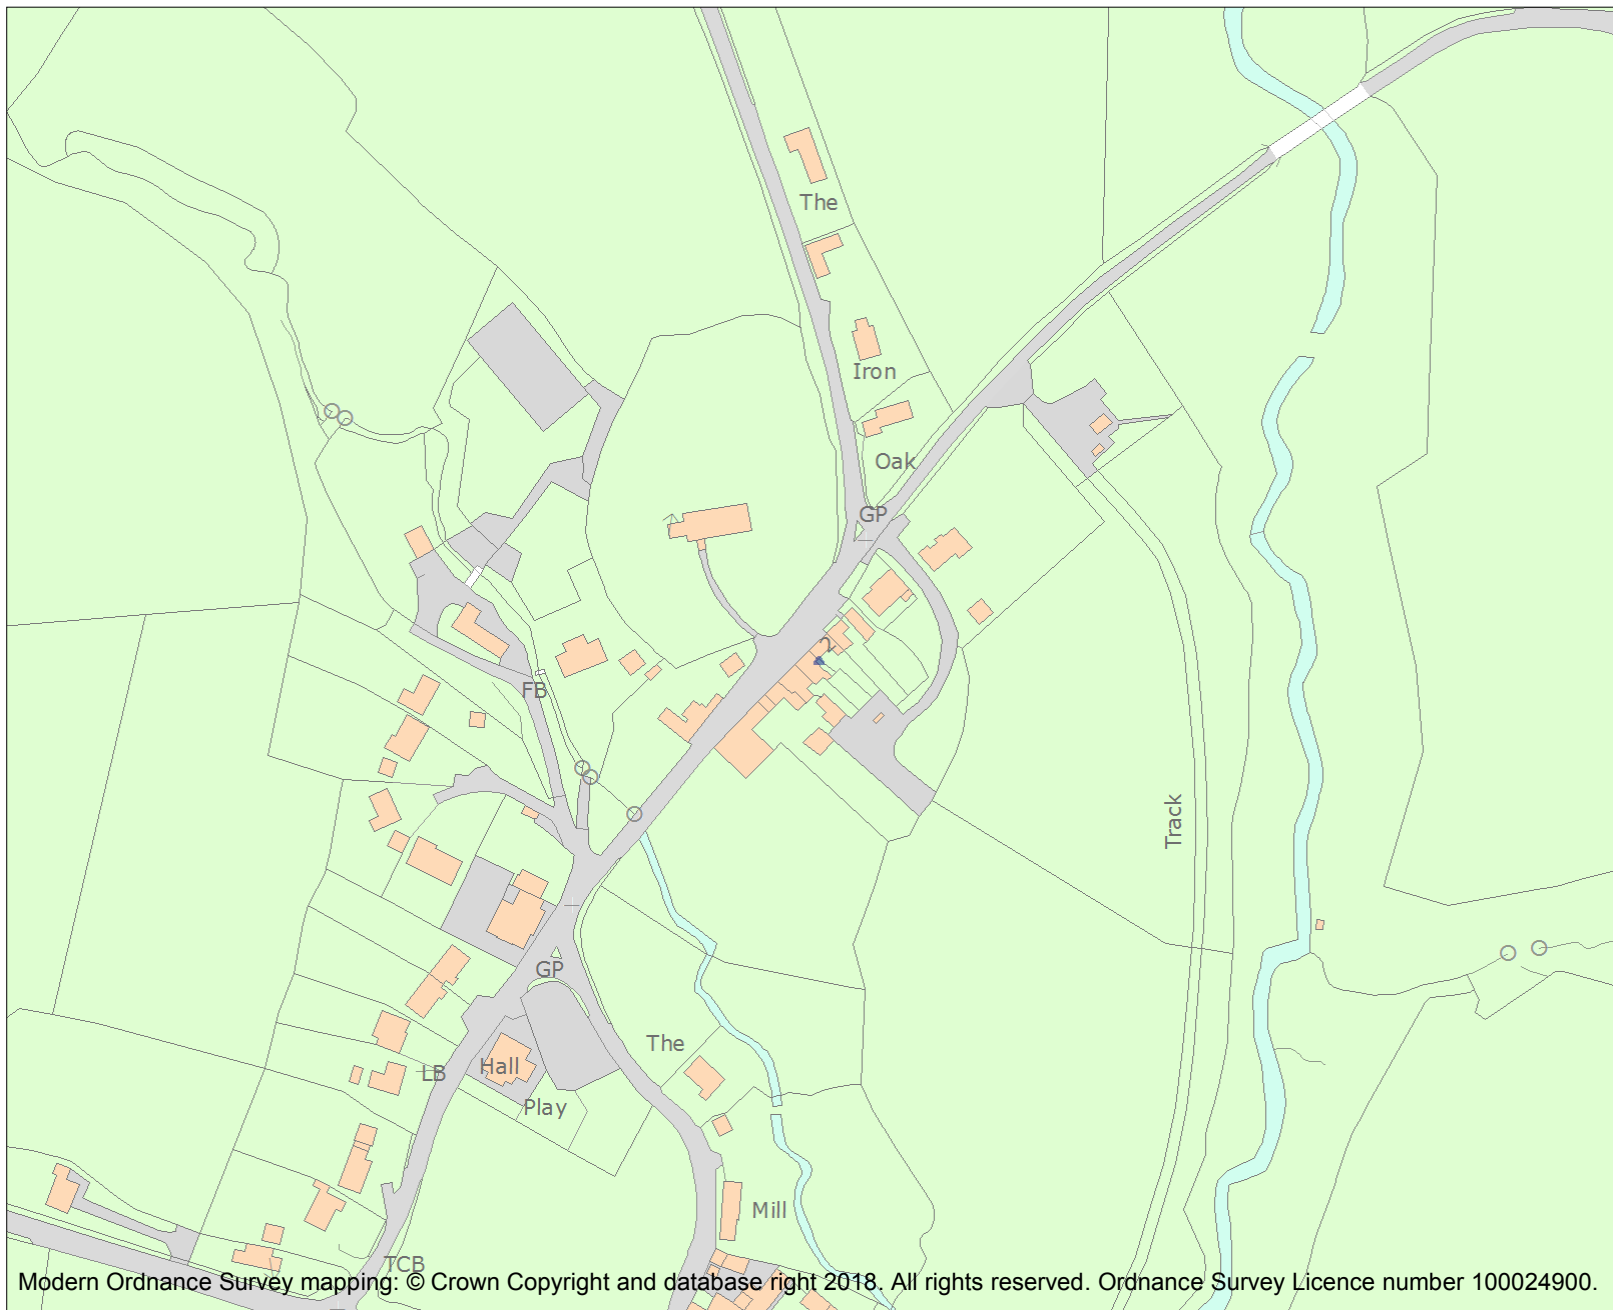 The
Iron
Oak
GP
2
FB
Track
GP
The
Hall
LB
Play
Mill
TCB
Modern Ordnance Survey mapping: © Crown Copyright and database right 2018. All rights reserved. Ordnance Survey Licence number 100024900.